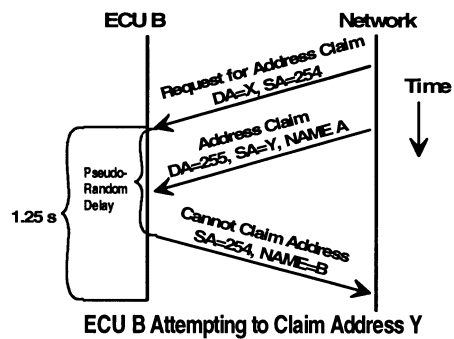 ECU B
Network
Request for Address Claim
DA=X, SA=254
Time
Address Claim
DA=255, SA=Y, NAME A
Pseudo-
Random
Delay
1.25 s
Cannot Claim Address
SA=254, NAME=B
ECU B Attempting to Claim Address Y